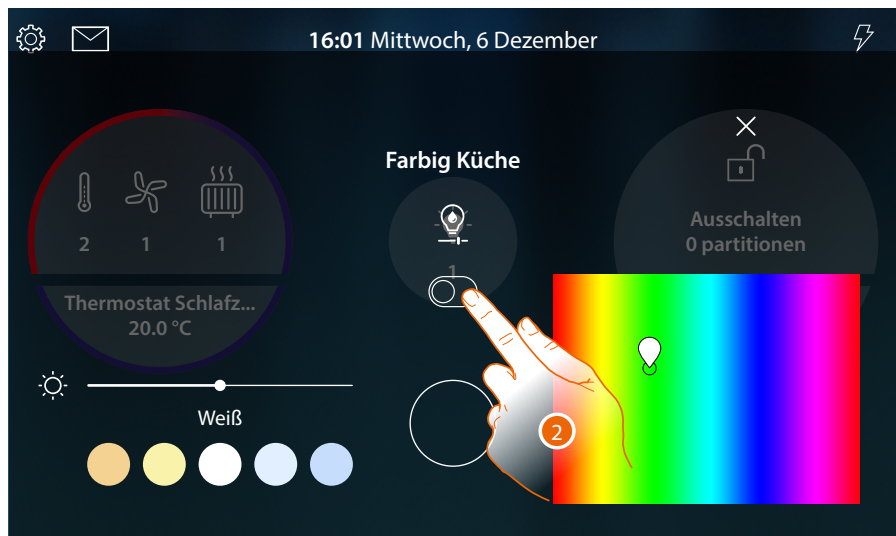 16:01 Mittwoch, 6 Dezember
Farbig Küche
2 1 1
1
Ausschalten
0 partitionen
Thermostat Schlafz...
20.0 °C
Weiß
2